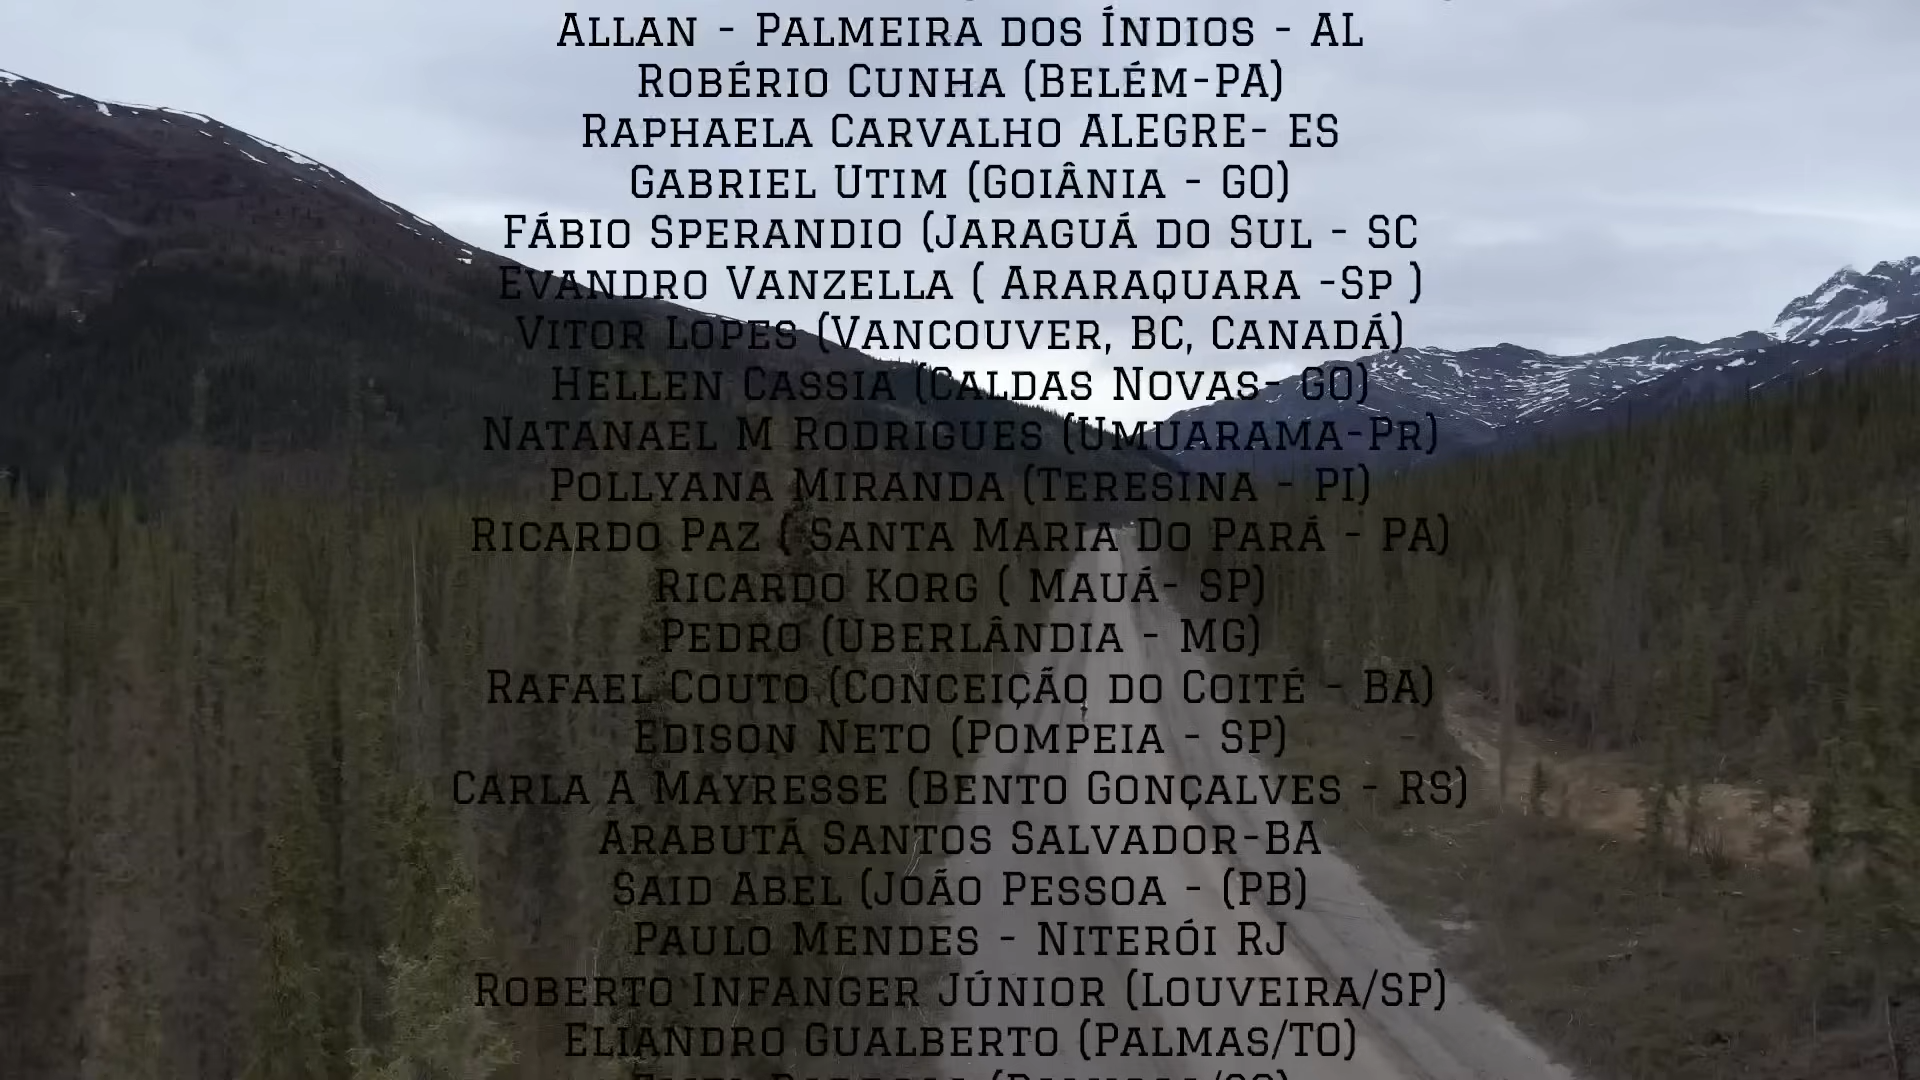 Allan - Palmeira dos Índios - AL
Robério Cunha (Belém-PA)
Raphaela Carvalho ALEGRE- ES
Gabriel Utim (Goiânia - GO)
Fábio Sperandio (Jaraguá do Sul - SC
Evandro Vanzella ( Araraquara -Sp )
Vitor Lopes (Vancouver, BC, Canadá)
Hellen Cassia (Caldas Novas- GO)
Natanael M Rodrigues (Umuarama-Pr)
Pollyana Miranda (Teresina - PI)
Ricardo Paz ( Santa Maria Do Pará - PA)
Ricardo Korg ( Mauá- SP)
Pedro (Uberlândia - MG)
Rafael Couto (Conceição do Coité - BA)
Edison Neto (Pompeia - SP)
Carla A Mayresse (Bento Gonçalves - RS)
Arabutã Santos Salvador-BA
Said Abel (João Pessoa - (PB)
Paulo Mendes - Niterói RJ
Roberto Infanger Júnior (Louveira/SP)
Eliandro Gualberto (Palmas/TO)